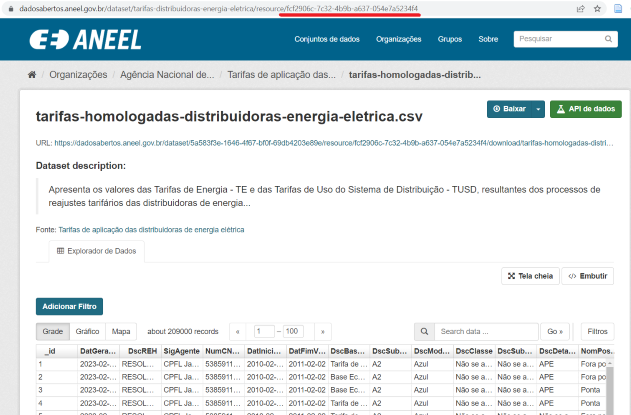 dadosabertos.aneel.gov.br/dataset/tarifas-distribuidoras-energia-eletrica/resource/fcf2906c-7c32-4b9b-a637-054e7a5234f4
ANEEL
Conjuntos de dados Organizações Grupos Sobre Pesquisar
/ Organizações / Agência Nacional de... / Tarifas de aplicação das... / tarifas-homologadas-distrib...
tarifas-homologadas-distribuidoras-energia-eletrica.csv
Baixar API de dados
URL: https://dadosabertos.aneel.gov.br/dataset/5a583f3e-1646-4f67-bf0f-69db4203e89e/resource/fcf2906c-7c32-4b9b-a637-054e7a5234f4/download/tarifas-homologadas-distri...
Dataset description:
Apresenta os valores das Tarifas de Energia - TE e das Tarifas de Uso do Sistema de Distribuição - TUSD, resultantes dos processos de
reajustes tarifários das distribuidoras de energia...
Fonte: Tarifas de aplicação das distribuidoras de energia elétrica
Explorador de Dados
Tela cheia </> Embutir
Adicionar Filtro
Grade Gráfico Mapa about 209000 records « 1 – 100 » Search data ... Go » Filtros
_id DatGera... DscREH SigAgente NumCN... DatInici... DatFimV... DscBas... DscSub... DscMod... DscClasse DscSub... DscDeta... NomPos...
1 2023-02-... RESOL... CPFL Ja... 5385911... 2010-02-... 2011-02-02 Tarifa de ... A2 Azul Não se a... Não se a... APE Fora po
2 2023-02-... RESOL... CPFL Ja... 5385911... 2010-02-... 2011-02-02 Base Ec... A2 Azul Não se a... Não se a... APE Fora po
3 2023-02-... RESOL... CPFL Ja... 5385911... 2010-02-... 2011-02-02 Tarifa de ... A2 Azul Não se a... Não se a... APE Ponta
4 2023-02-... RESOL... CPFL Ja... 5385911... 2010-02-... 2011-02-02 Base Ec... A2 Azul Não se a... Não se a... APE Ponta